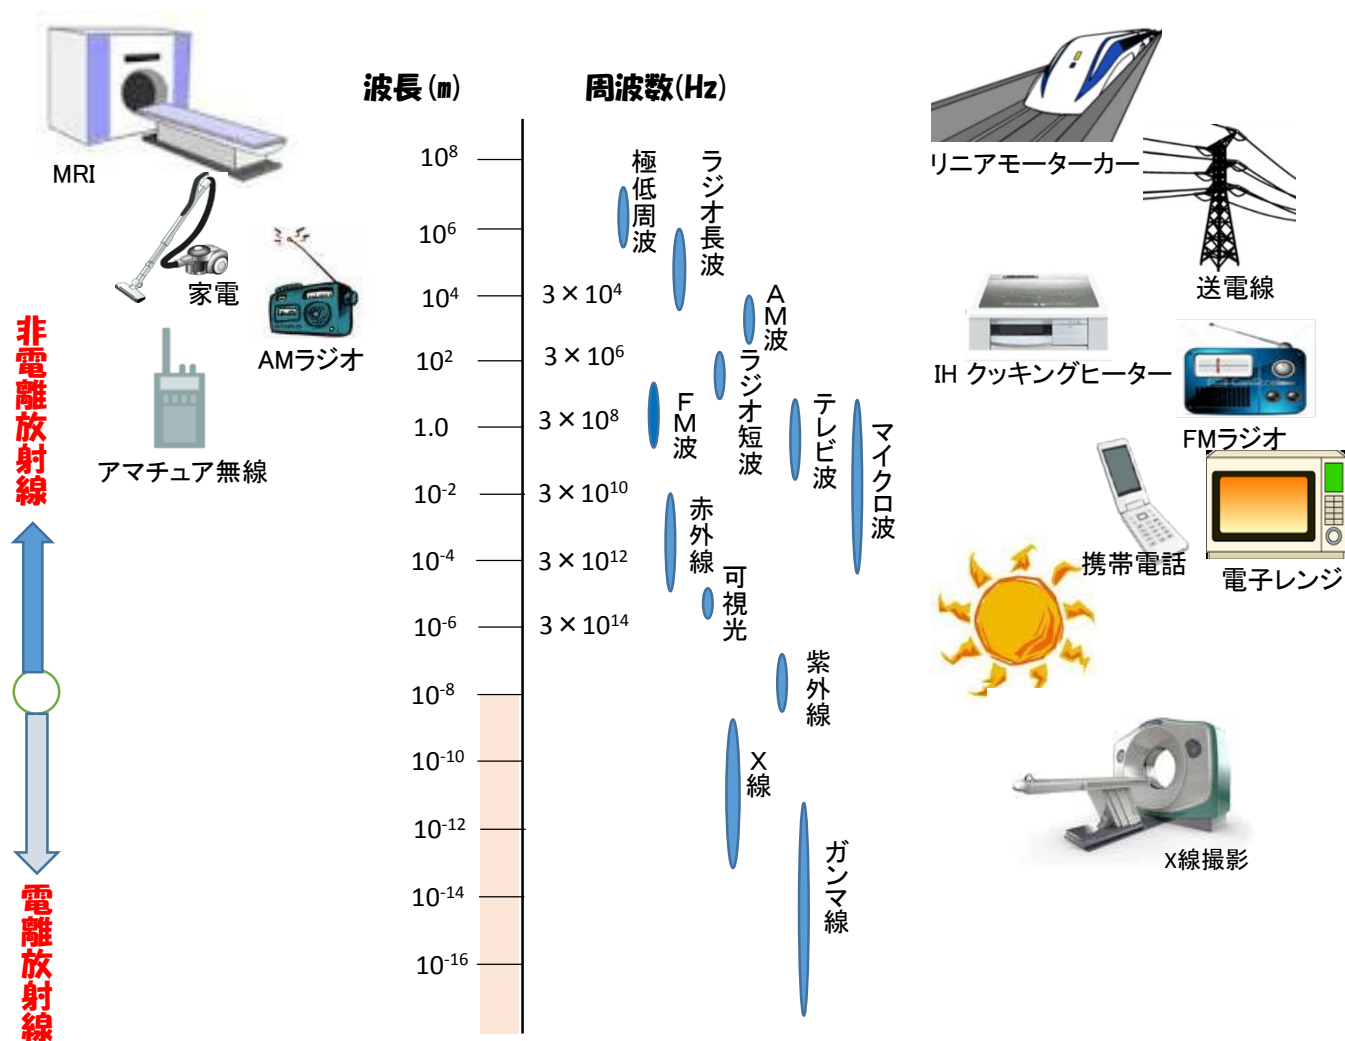 波長(m)
周波数(Hz)
MRI
家電
AMラジオ
アマチュア無線
非電離放射線
電離放射線
10⁸
10⁶
10⁴
10²
1.0
10⁻²
10⁻⁴
10⁻⁶
10⁻⁸
10⁻¹⁰
10⁻¹²
10⁻¹⁴
10⁻¹⁶
3×10⁴
3×10⁶
3×10⁸
3×10¹⁰
3×10¹²
3×10¹⁴
極低周波
ラジオ長波
AM波
ラジオ短波
FM波
テレビ波
マイクロ波
赤外線
可視光
紫外線
X線
ガンマ線
リニアモーターカー
送電線
IH クッキングヒーター
FMラジオ
携帯電話
電子レンジ
X線撮影